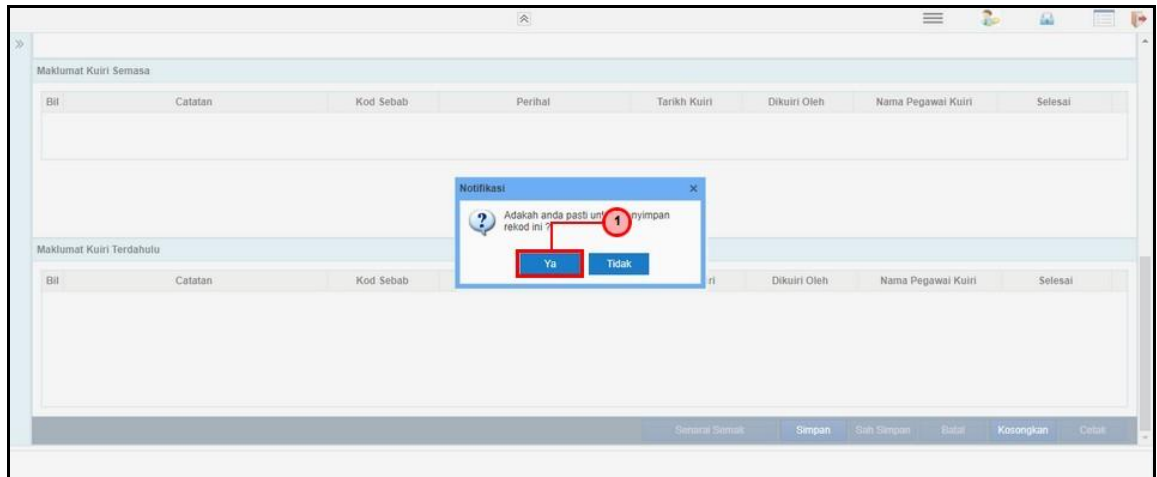 Maklumat Kuiri Semasa
Bil Catatan Kod Sebab Perihal Tarikh Kuiri Dikuiri Oleh Nama Pegawai Kuiri Selesai
Notifikasi
Adakah anda pasti nyimpan
rekod ini ?
1
Ya Tidak
Maklumat Kuiri Terdahulu
Bil Catatan Kod Sebab ri Dikuiri Oleh Nama Pegawai Kuiri Selesai
Senarai Semak Simpan Sah Simpan Batal Kosongkan Cetak